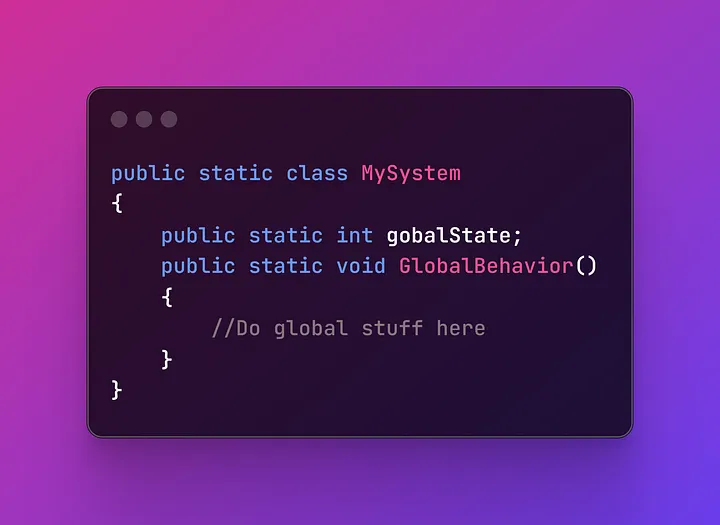 public static class MySystem
{
    public static int gobalState;
    public static void GlobalBehavior()
    {
        //Do global stuff here
    }
}